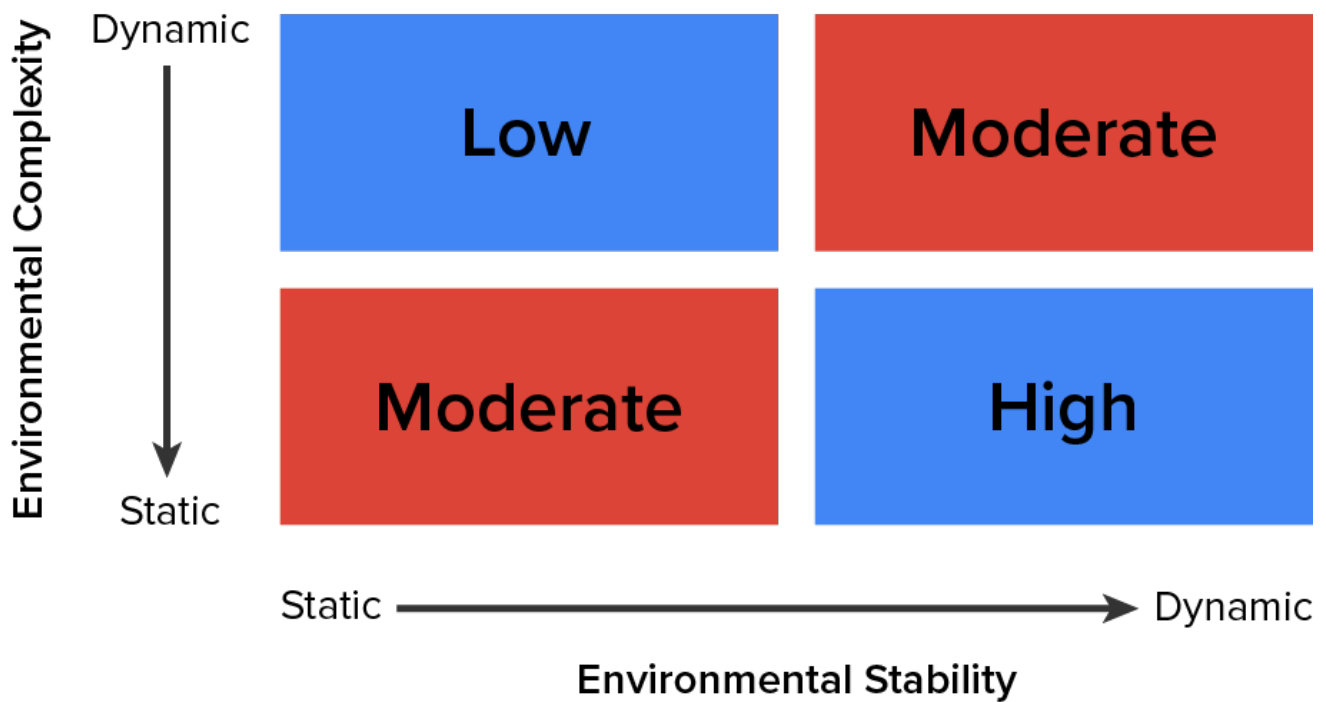 Environmental Complexity
Dynamic
Static
Low
Moderate
Moderate
High
Static
Dynamic
Environmental Stability